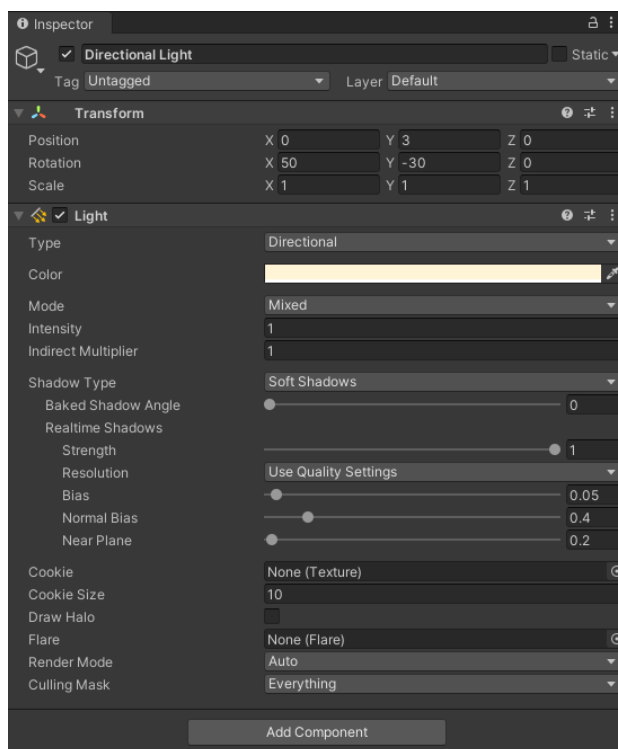 Inspector
Directional Light Static
Tag Untagged Layer Default
Transform
Position X 0 Y 3 Z 0
Rotation X 50 Y -30 Z 0
Scale X 1 Y 1 Z 1
Light
Type Directional
Color
Mode Mixed
Intensity 1
Indirect Multiplier 1
Shadow Type Soft Shadows
Baked Shadow Angle 0
Realtime Shadows
Strength 1
Resolution Use Quality Settings
Bias 0.05
Normal Bias 0.4
Near Plane 0.2
Cookie None (Texture)
Cookie Size 10
Draw Halo
Flare None (Flare)
Render Mode Auto
Culling Mask Everything
Add Component